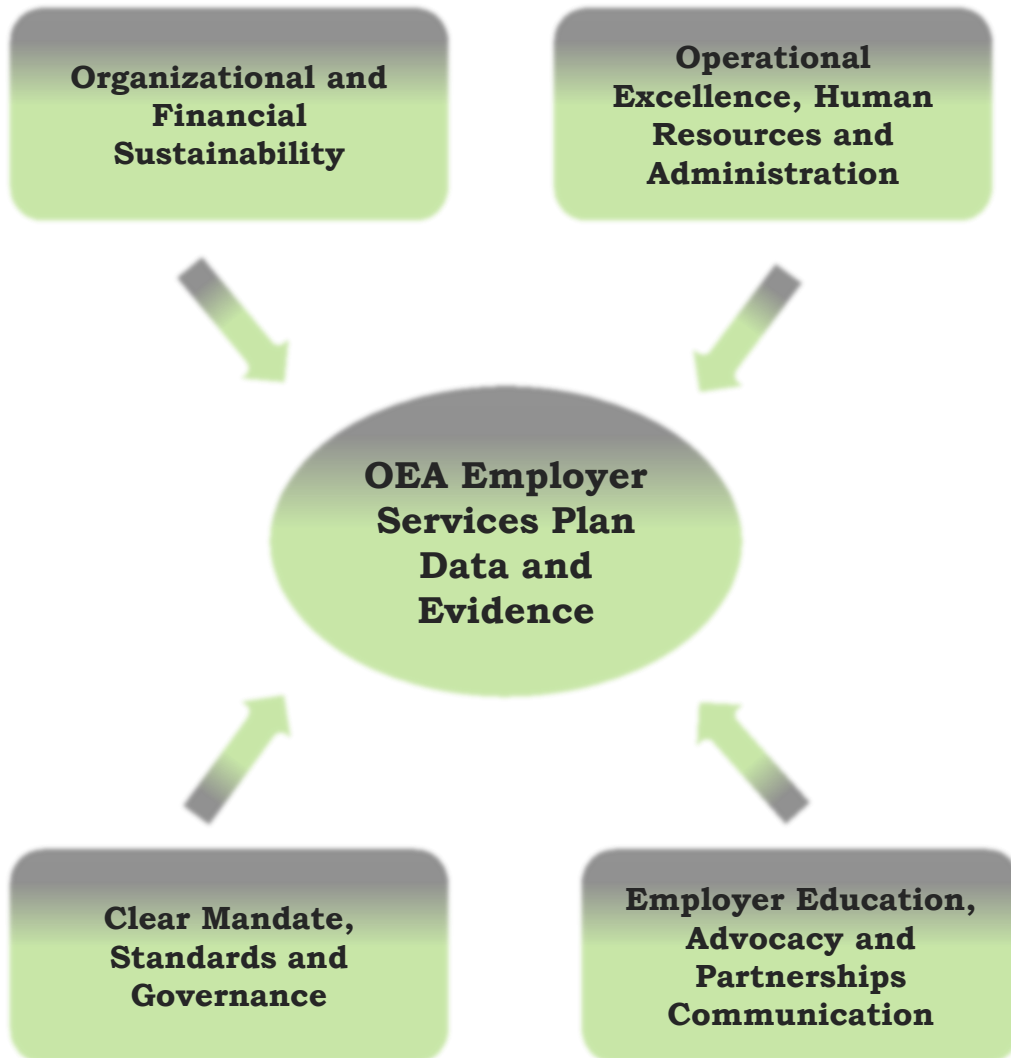 Organizational and
Financial
Sustainability
Operational
Excellence, Human
Resources and
Administration
OEA Employer
Services Plan
Data and
Evidence
Clear Mandate,
Standards and
Governance
Employer Education,
Advocacy and
Partnerships
Communication